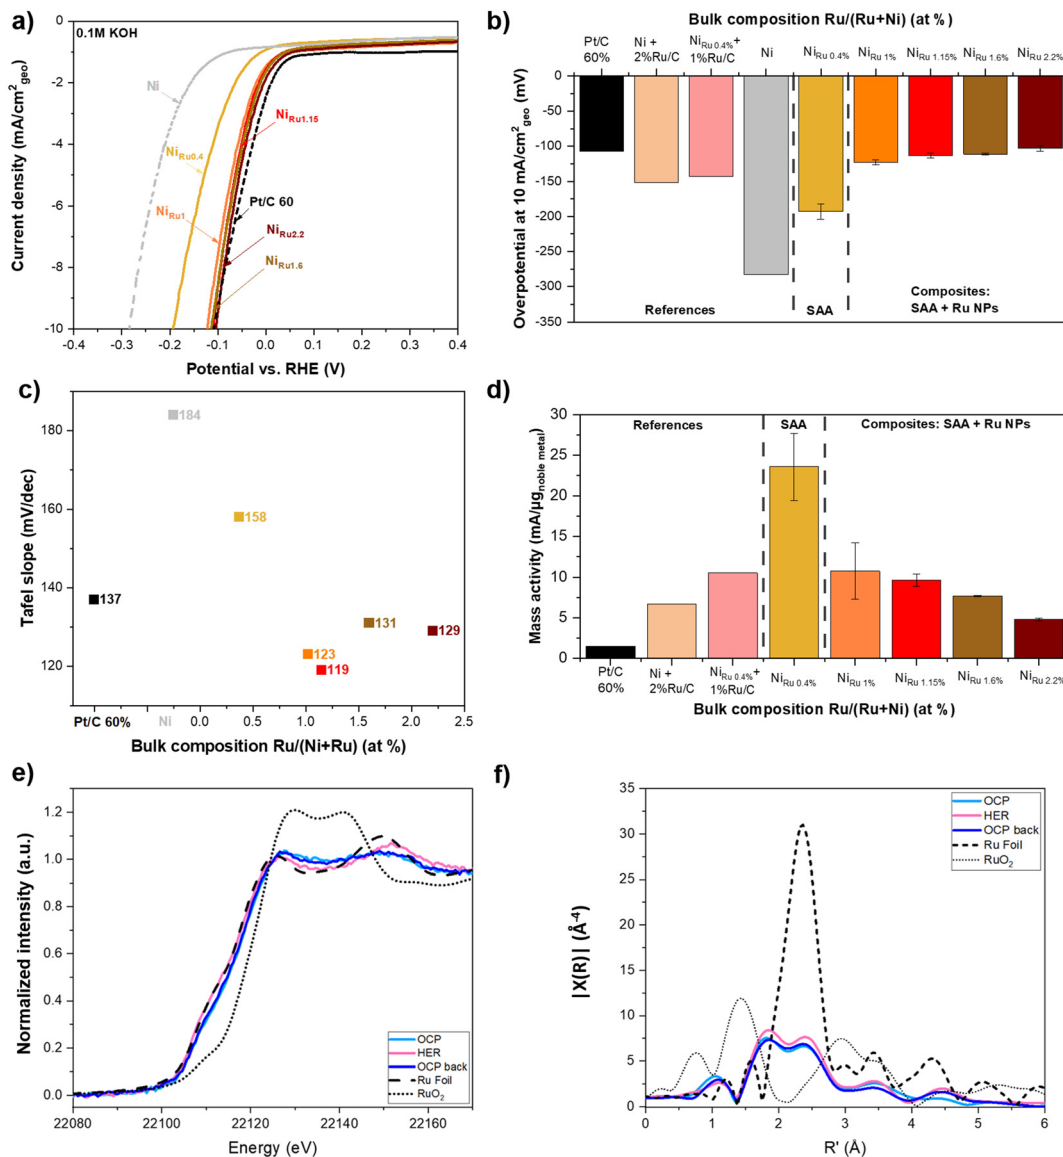 a)
0.1M KOH
Ni
Ni_Ru1.15
Ni_Ru0.4
Ni_Ru1
Pt/C 60
Ni_Ru2.2
Ni_Ru1.6
Current density (mA/cm²_geo)
0
-2
-4
-6
-8
-10
-0.4 -0.3 -0.2 -0.1 0.0 0.1 0.2 0.3 0.4
Potential vs. RHE (V)
b)
Bulk composition Ru/(Ru+Ni) (at %)
Pt/C 60%
Ni + 2%Ru/C
Ni_Ru 0.4%+ 1%Ru/C
Ni
Ni_Ru 0.4%
Ni_Ru 1%
Ni_Ru 1.15%
Ni_Ru 1.6%
Ni_Ru 2.2%
Overpotential at 10 mA/cm²_geo (mV)
0
-50
-100
-150
-200
-250
-300
-350
References
SAA
Composites:
SAA + Ru NPs
c)
Tafel slope (mV/dec)
180
160
140
120
184
158
137
131
129
123
119
Pt/C 60% Ni 0.0 0.5 1.0 1.5 2.0 2.5
Bulk composition Ru/(Ni+Ru) (at %)
d)
Mass activity (mA/µg_noble metal)
30
25
20
15
10
5
0
References
SAA
Composites: SAA + Ru NPs
Pt/C 60%
Ni + 2%Ru/C
Ni_Ru 0.4%+ 1%Ru/C
Ni_Ru 0.4%
Ni_Ru 1%
Ni_Ru 1.15%
Ni_Ru 1.6%
Ni_Ru 2.2%
Bulk composition Ru/(Ru+Ni) (at %)
e)
Normalized intensity (a.u.)
1.2
1.0
0.8
0.6
0.4
0.2
0.0
OCP
HER
OCP back
Ru Foil
RuO₂
22080 22100 22120 22140 22160
Energy (eV)
f)
|X(R)| (Å⁻⁴)
35
30
25
20
15
10
5
0
OCP
HER
OCP back
Ru Foil
RuO₂
0 1 2 3 4 5 6
R' (Å)